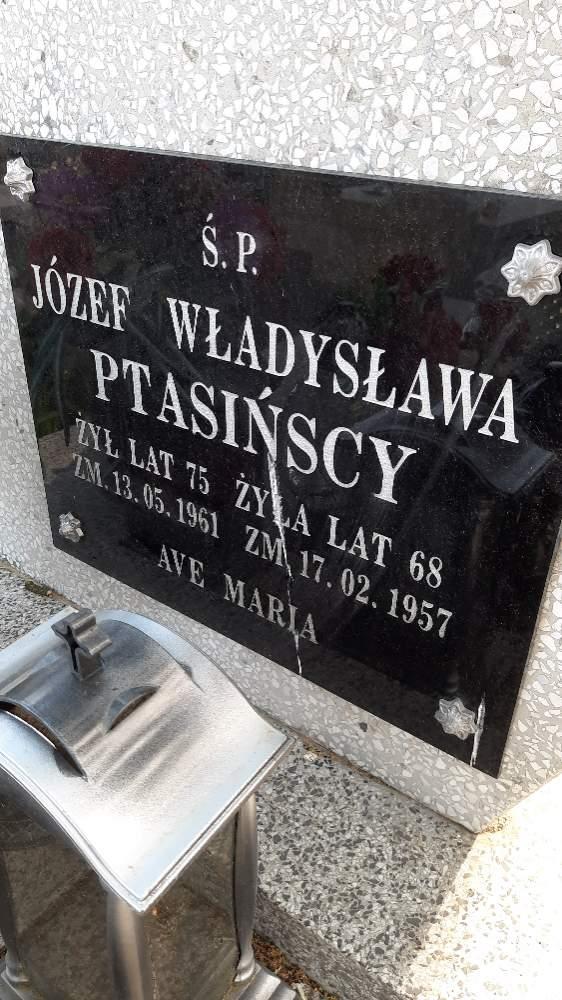 Ś. P.
JÓZEF WŁADYSŁAWA
PTASIŃSCY
ŻYŁ LAT 75 ŻYŁA LAT 68
ZM. 13.05.1961 ZM. 17.02.1957
AVE MARIA